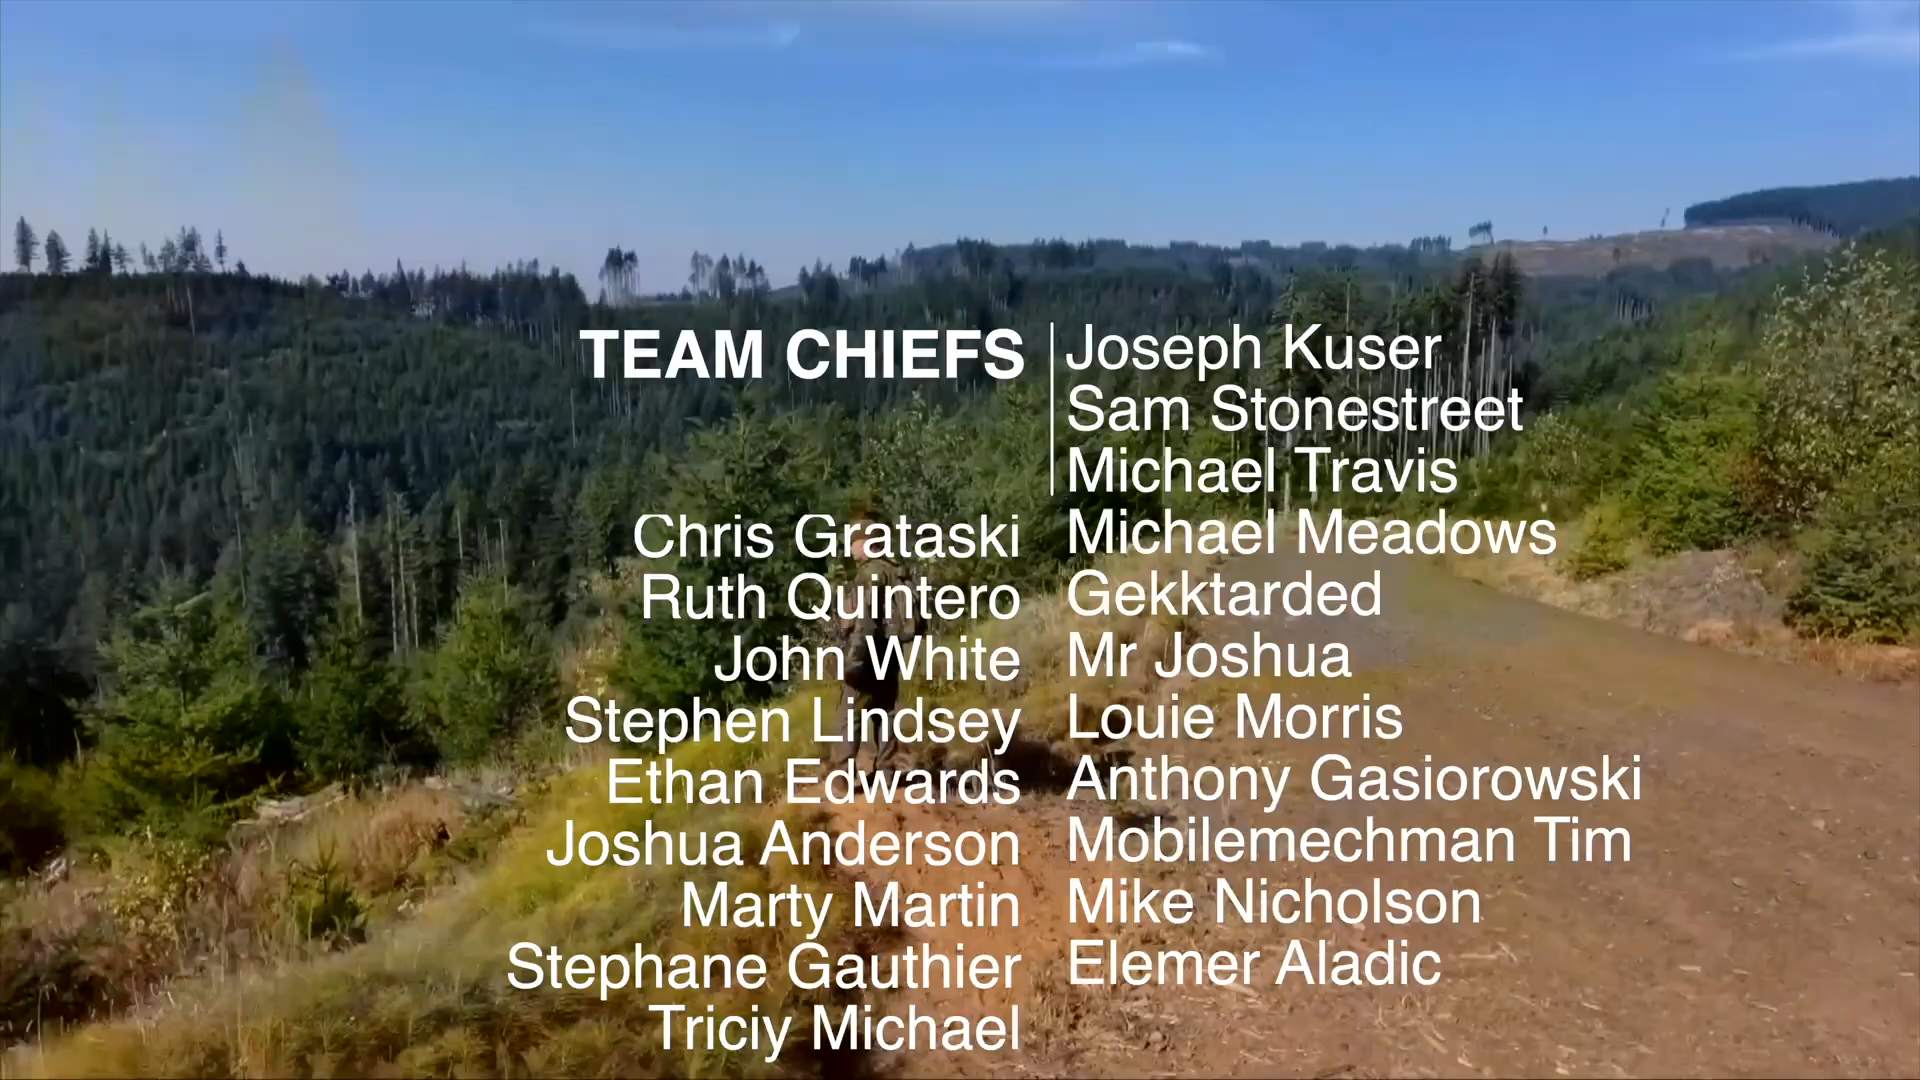 TEAM CHIEFS
Joseph Kuser
Sam Stonestreet
Michael Travis
Chris Grataski
Michael Meadows
Ruth Quintero
Gekktarded
John White
Mr Joshua
Stephen Lindsey
Louie Morris
Ethan Edwards
Anthony Gasiorowski
Joshua Anderson
Mobilemechman Tim
Marty Martin
Mike Nicholson
Stephane Gauthier
Elemer Aladic
Triciy Michael